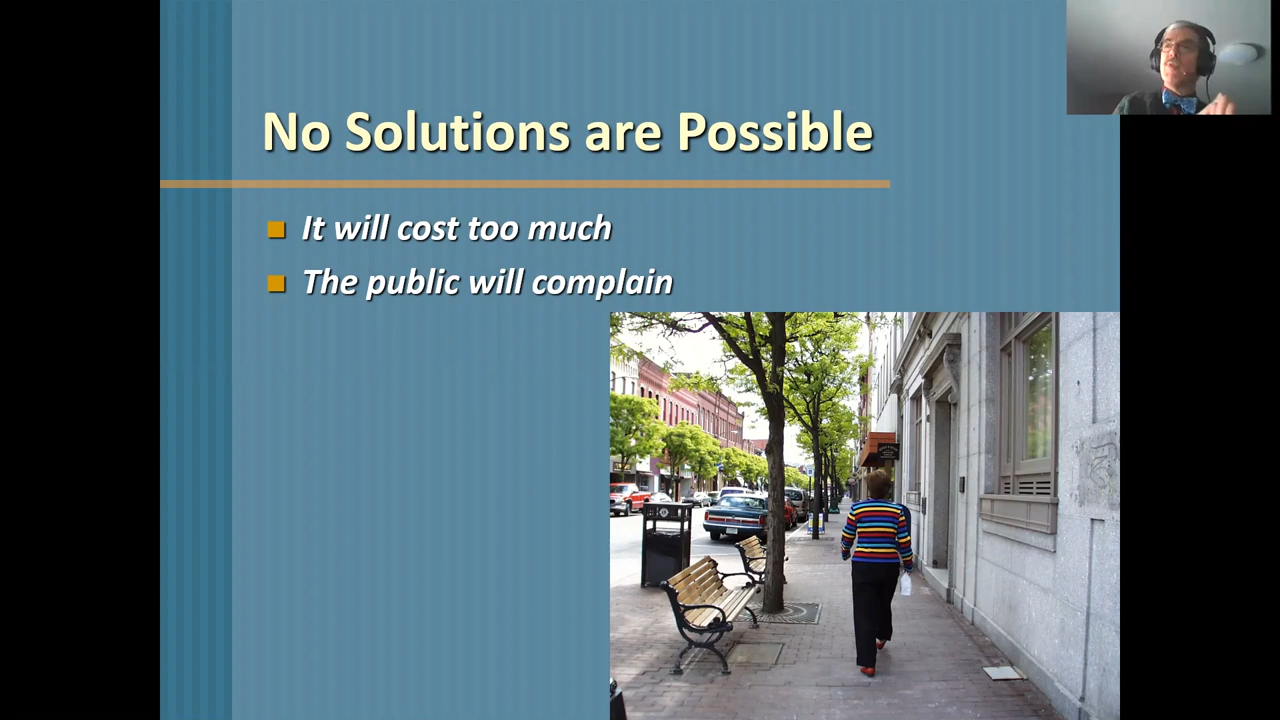 No Solutions are Possible
It will cost too much
The public will complain